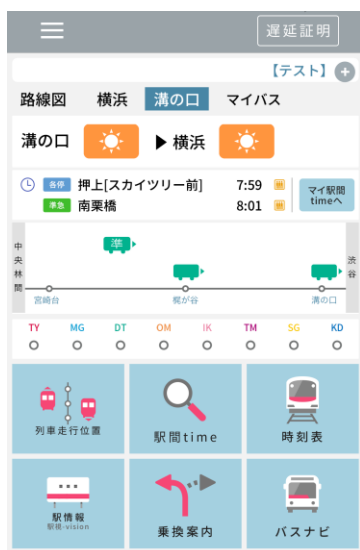 遅延証明
【テスト】
路線図 横浜 溝の口 マイバス
溝の口 ▶横浜
各停 押上[スカイツリー前] 7:59
準急 南栗橋 8:01
マイ駅間
timeへ
中央林間
準
渋谷
宮崎台 梶が谷 溝の口
TY MG DT OM IK TM SG KD
列車走行位置 駅間time 時刻表
駅情報
駅視-vision
乗換案内 バスナビ